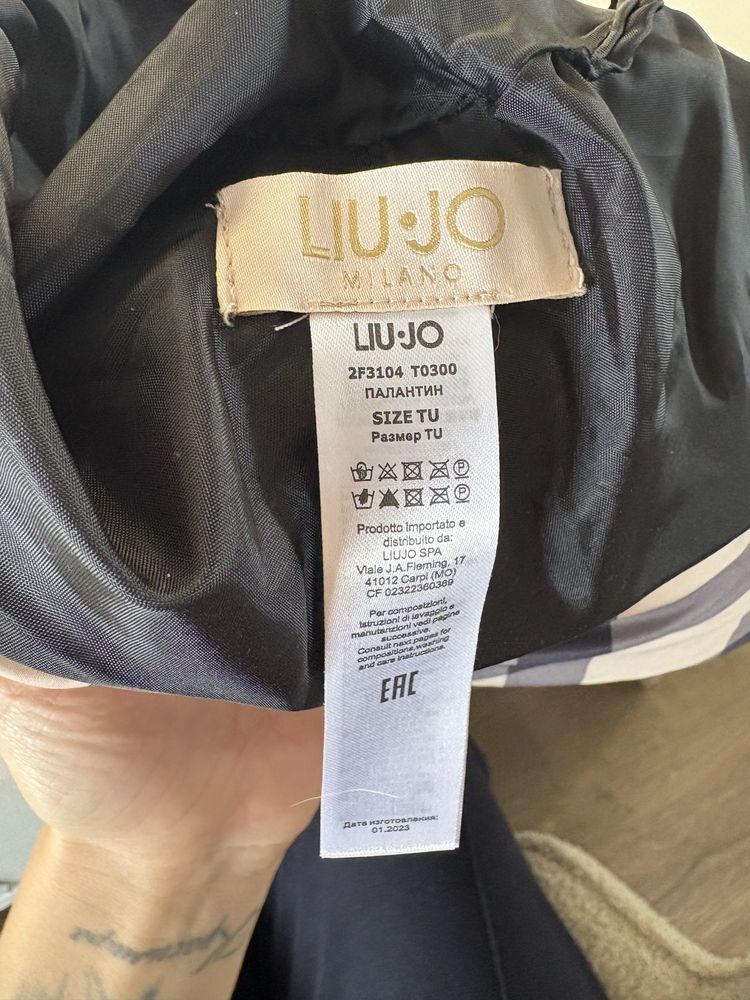 LIU·JO
MILANO
LIU·JO
2F3104 T0300
ПАЛАНТИН
SIZE TU
Размер TU
Prodotto Importato e
distribuito da:
LIUJO SPA
Viale J.A.Fleming, 17
41012 Carpi (MO)
CF 02322360369
Per composizioni,
istruzioni di lavaggio e
manutenzioni vedi pagine
successive.
Consult next pages for
compositions,washing
and care instructions.
EAC
Дата изготовления:
01.2023